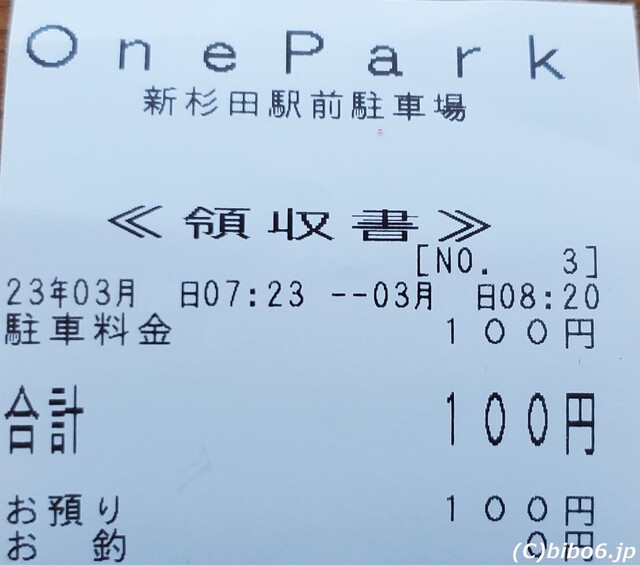 OnePark
新杉田駅前駐車場
≪領収書≫
[NO. 3]
23年03月 日07:23 --03月 日08:20
駐車料金 100円
合計 100円
お預り 100円
お釣 0円
(C)bibo6.jp